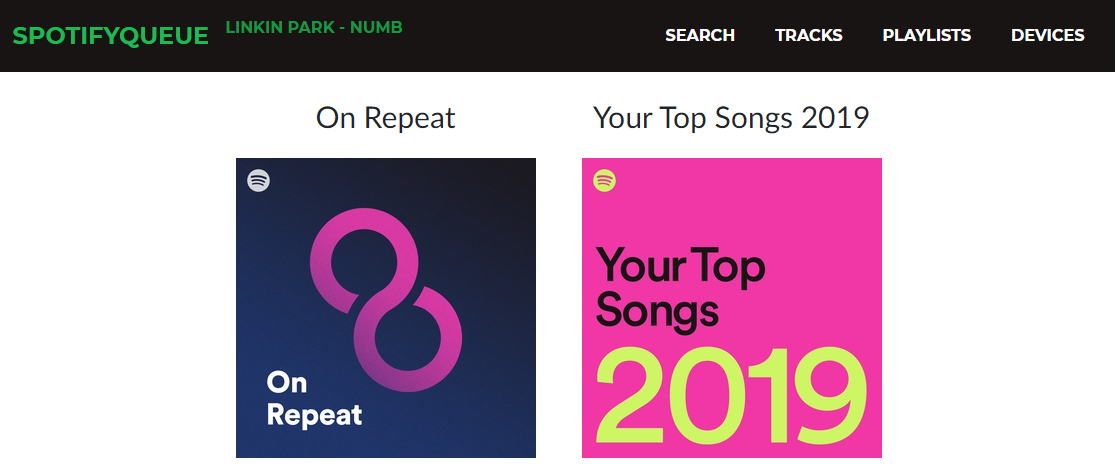 SPOTIFYQUEUE LINKIN PARK - NUMB SEARCH TRACKS PLAYLISTS DEVICES
On Repeat
Your Top Songs 2019
On
Repeat
Your Top
Songs
2019